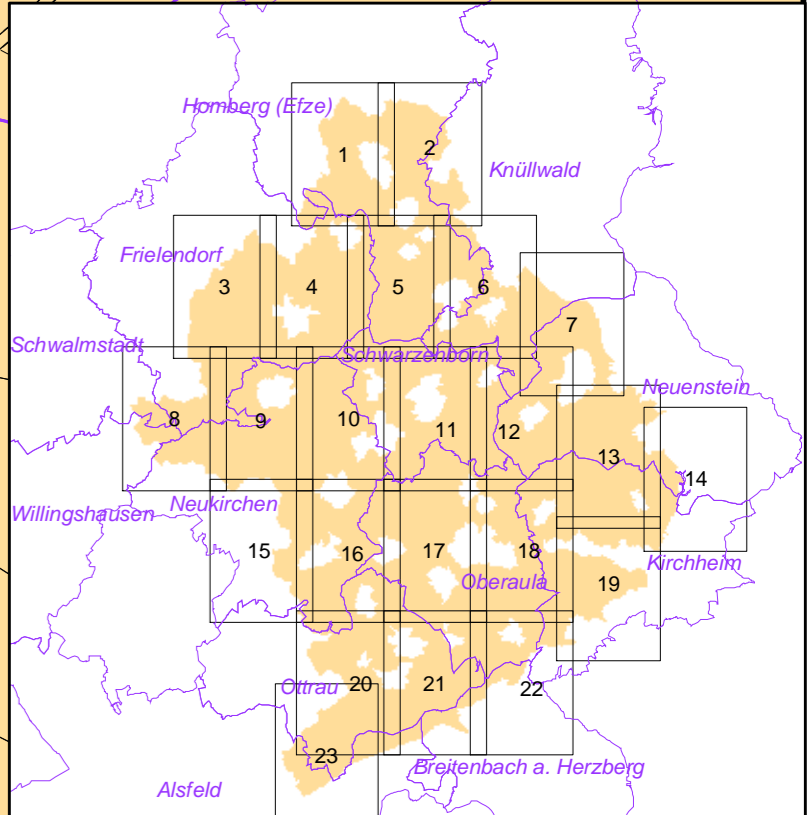 Homberg (Efze)
1
2
Knüllwald
Frielendorf
3
4
5
6
7
Schwalmstadt
Schwarzenborn
Neuenstein
8
9
10
11
12
13
14
Willingshausen
Neukirchen
15
16
17
18
Kirchheim
Oberaula
19
Ottrau
20
21
22
23
Breitenbach a. Herzberg
Alsfeld